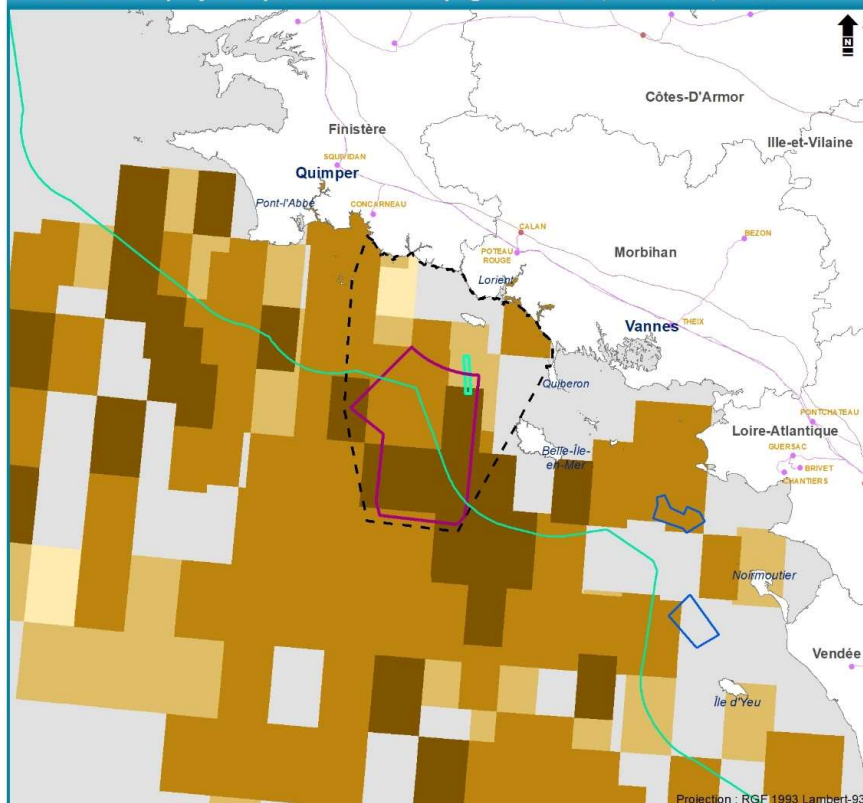 N
Côtes-D'Armor
Finistère
Ille-et-Vilaine
SQUIVIDAN
Quimper
Pont-l'Abbé
CONCARNEAU
CALAN
BEZON
POTEAU
ROUGE
Morbihan
Lorient
Vannes
THEIX
Quiberon
PONTCHATEAU
Loire-Atlantique
Belle-Île-
en-Mer
GUERSAC
BRIVET
CHANTIERS
Noirmoutier
Vendée
Île d'Yeu
Projection : RGF 1993 Lambert-93